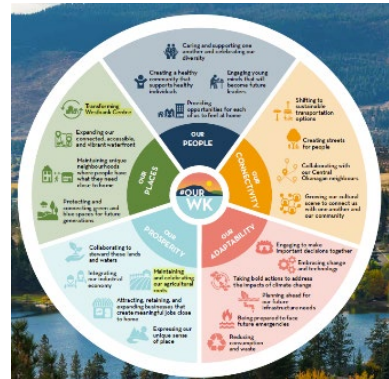 Caring and supporting one
another and celebrating our
diversity
Creating a healthy
community that
supports healthy
individuals
Engaging young
minds that will
become future
leaders
Providing
opportunities for each
of us to feel at home
OUR
PEOPLE
Shifting to
sustainable
transportation
options
Creating streets
for people
Collaborating with
our Central
Okanagan neighbours
Growing our cultural
scene to connect us
with one another and
our community
OUR
CONNECTIVITY
Engaging to make
important decisions together
Embracing change
and technology
Taking bold actions to address
the impacts of climate change
Planning ahead for
our future
infrastructure needs
Being prepared to face
future emergencies
Reducing
consumption
and waste
OUR
ADAPTABILITY
Collaborating
to steward these lands
and waters
Integrating
our industrial
economy
Maintaining
and celebrating
our agricultural
roots
Attracting, retaining, and
expanding businesses that
create meaningful jobs close
to home
Expressing our
unique sense
of place
OUR
PROSPERITY
Transforming
Westbank Centre
Expanding our
connected, accessible,
and vibrant waterfront
Maintaining unique
neighbourhoods
where people have
what they need
close to home
Protecting and
connecting green and
blue spaces for future
generations
OUR
PLACES
#OUR
WK